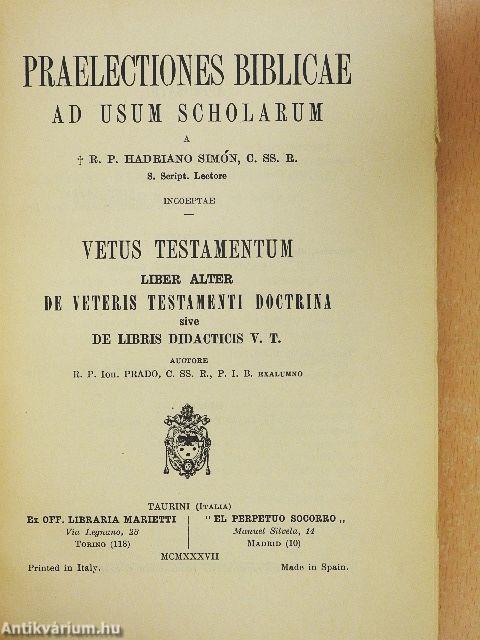 PRAELECTIONES BIBLICAE
AD USUM SCHOLARUM
A
† R. P. HADRIANO SIMÓN, C. SS. R.
S. Script. Lectore
INCOEPTAE
VETUS TESTAMENTUM
LIBER ALTER
DE VETERIS TESTAMENTI DOCTRINA
sive
DE LIBRIS DIDACTICIS V. T.
AUCTORE
R. P. Ioh. PRADO, C. SS. R., P. I. B. EXALUMNO
TAURINI (ITALIA)
EX OFF. LIBRARIA MARIETTI
Via Legnano, 23
TORINO (118)
" EL PERPETUO SOCORRO „
Manuel Silvela, 14
MADRID (10)
MCMXXXVII
Printed in Italy.
Made in Spain.
Antikvárium.hu